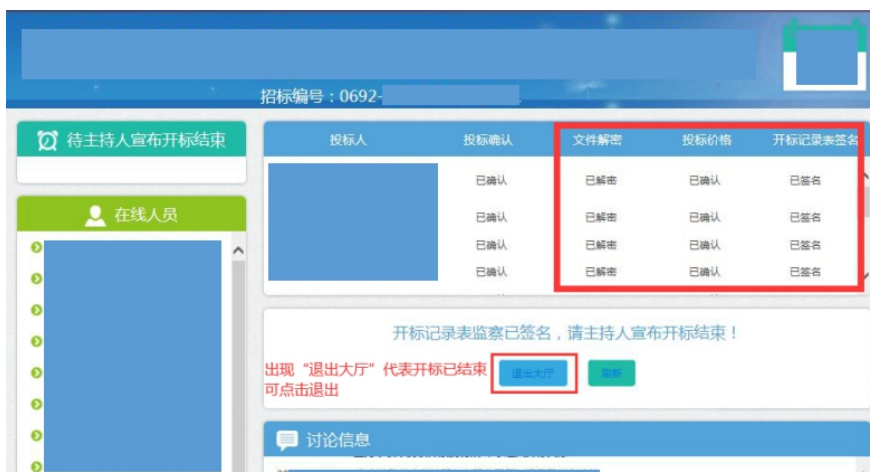 招标编号：0692-
待主持人宣布开标结束
投标人 投标确认 文件解密 投标价格 开标记录表签名
已确认 已解密 已确认 已签名
已确认 已解密 已确认 已签名
已确认 已解密 已确认 已签名
已确认 已解密 已确认 已签名
在线人员
开标记录表监察已签名，请主持人宣布开标结束！
出现“退出大厅”代表开标已结束
可点击退出
退出大厅 刷新
讨论信息